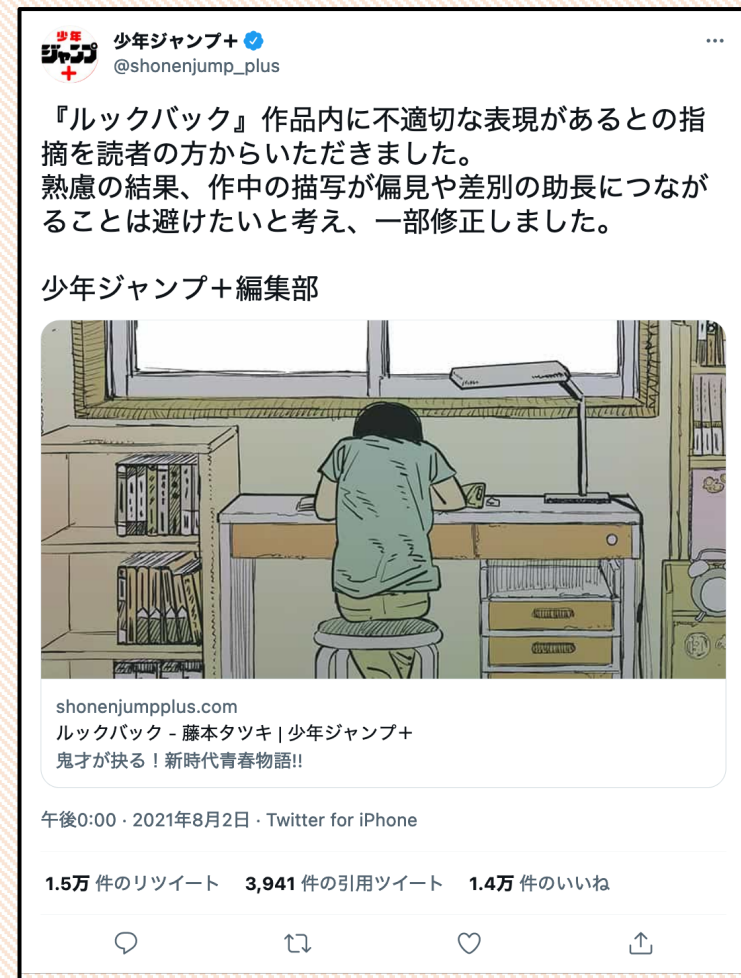 少年
ジャンプ
+
少年ジャンプ＋
@shonenjump_plus
『ルックバック』作品内に不適切な表現があるとの指
摘を読者の方からいただきました。
熟慮の結果、作中の描写が偏見や差別の助長につなが
ることは避けたいと考え、一部修正しました。
少年ジャンプ＋編集部
shonenjumpplus.com
ルックバック - 藤本タツキ | 少年ジャンプ＋
鬼才が抉る！新時代青春物語!!
午後0:00 · 2021年8月2日 · Twitter for iPhone
1.5万 件のリツイート 3,941 件の引用ツイート 1.4万 件のいいね